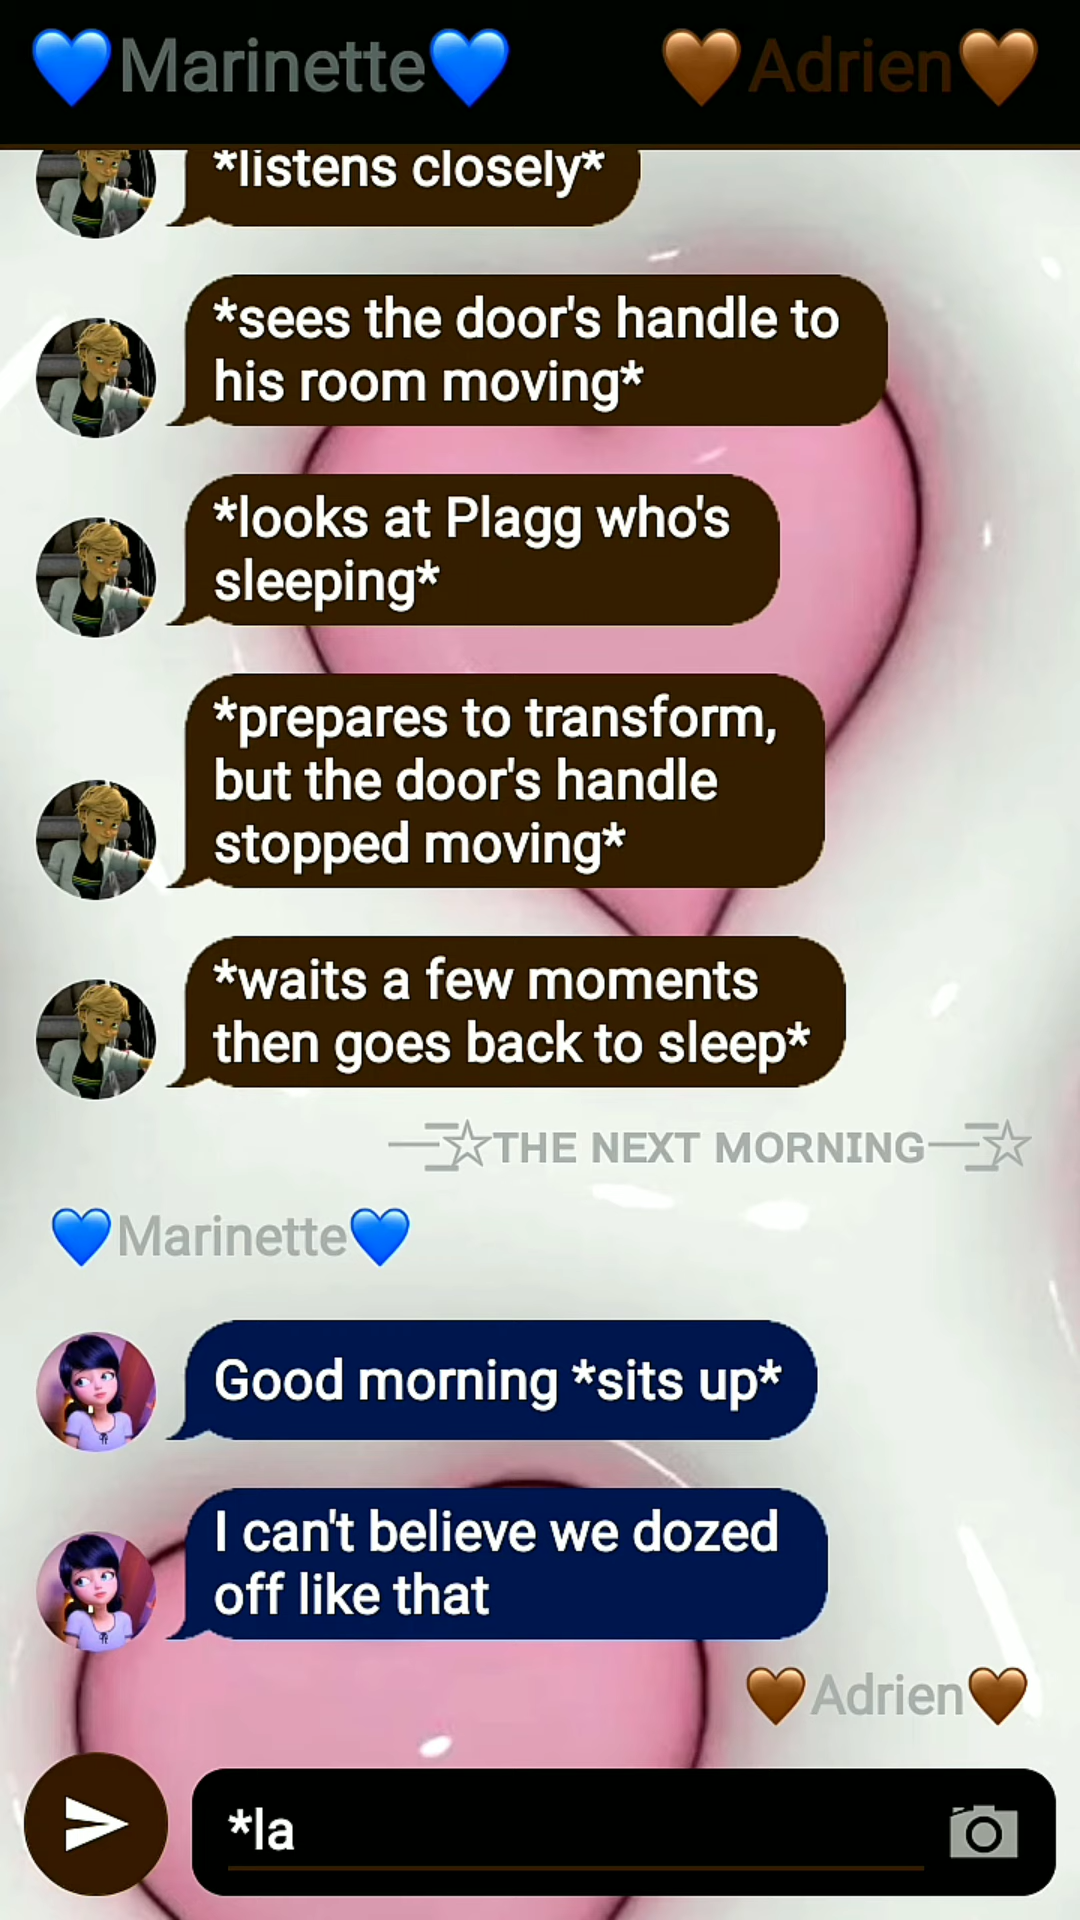 💙Marinette💙 🤎Adrien🤎
*listens closely*
*sees the door's handle to
his room moving*
*looks at Plagg who's
sleeping*
*prepares to transform,
but the door's handle
stopped moving*
*waits a few moments
then goes back to sleep*
—͟͟͞☆THE NEXT MORNING—͟͟͞☆
💙Marinette💙
Good morning *sits up*
I can't believe we dozed
off like that
🤎Adrien🤎
*la